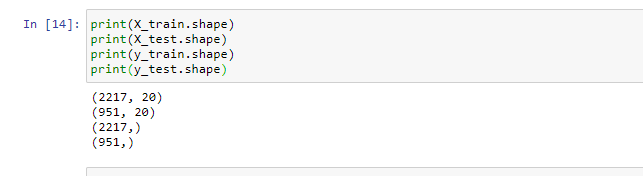 In [14]: print(X_train.shape)
print(X_test.shape)
print(y_train.shape)
print(y_test.shape)
(2217, 20)
(951, 20)
(2217,)
(951,)